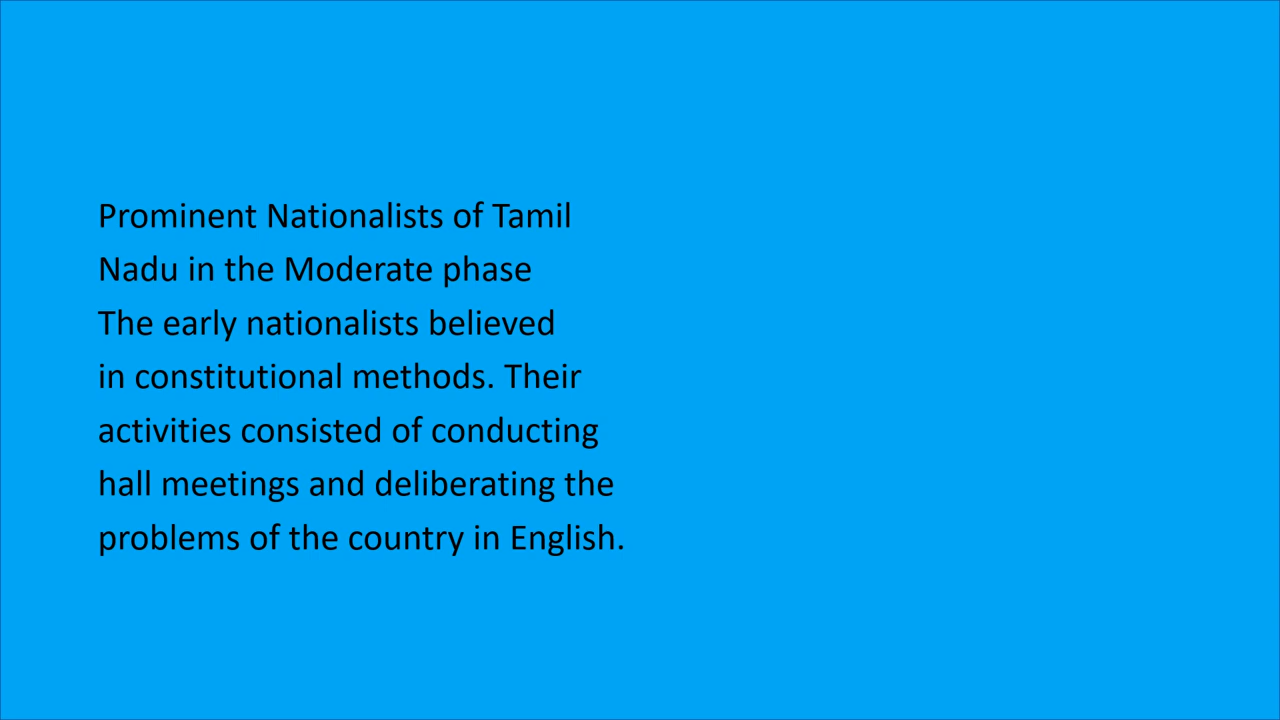 Prominent Nationalists of Tamil
Nadu in the Moderate phase
The early nationalists believed
in constitutional methods. Their
activities consisted of conducting
hall meetings and deliberating the
problems of the country in English.